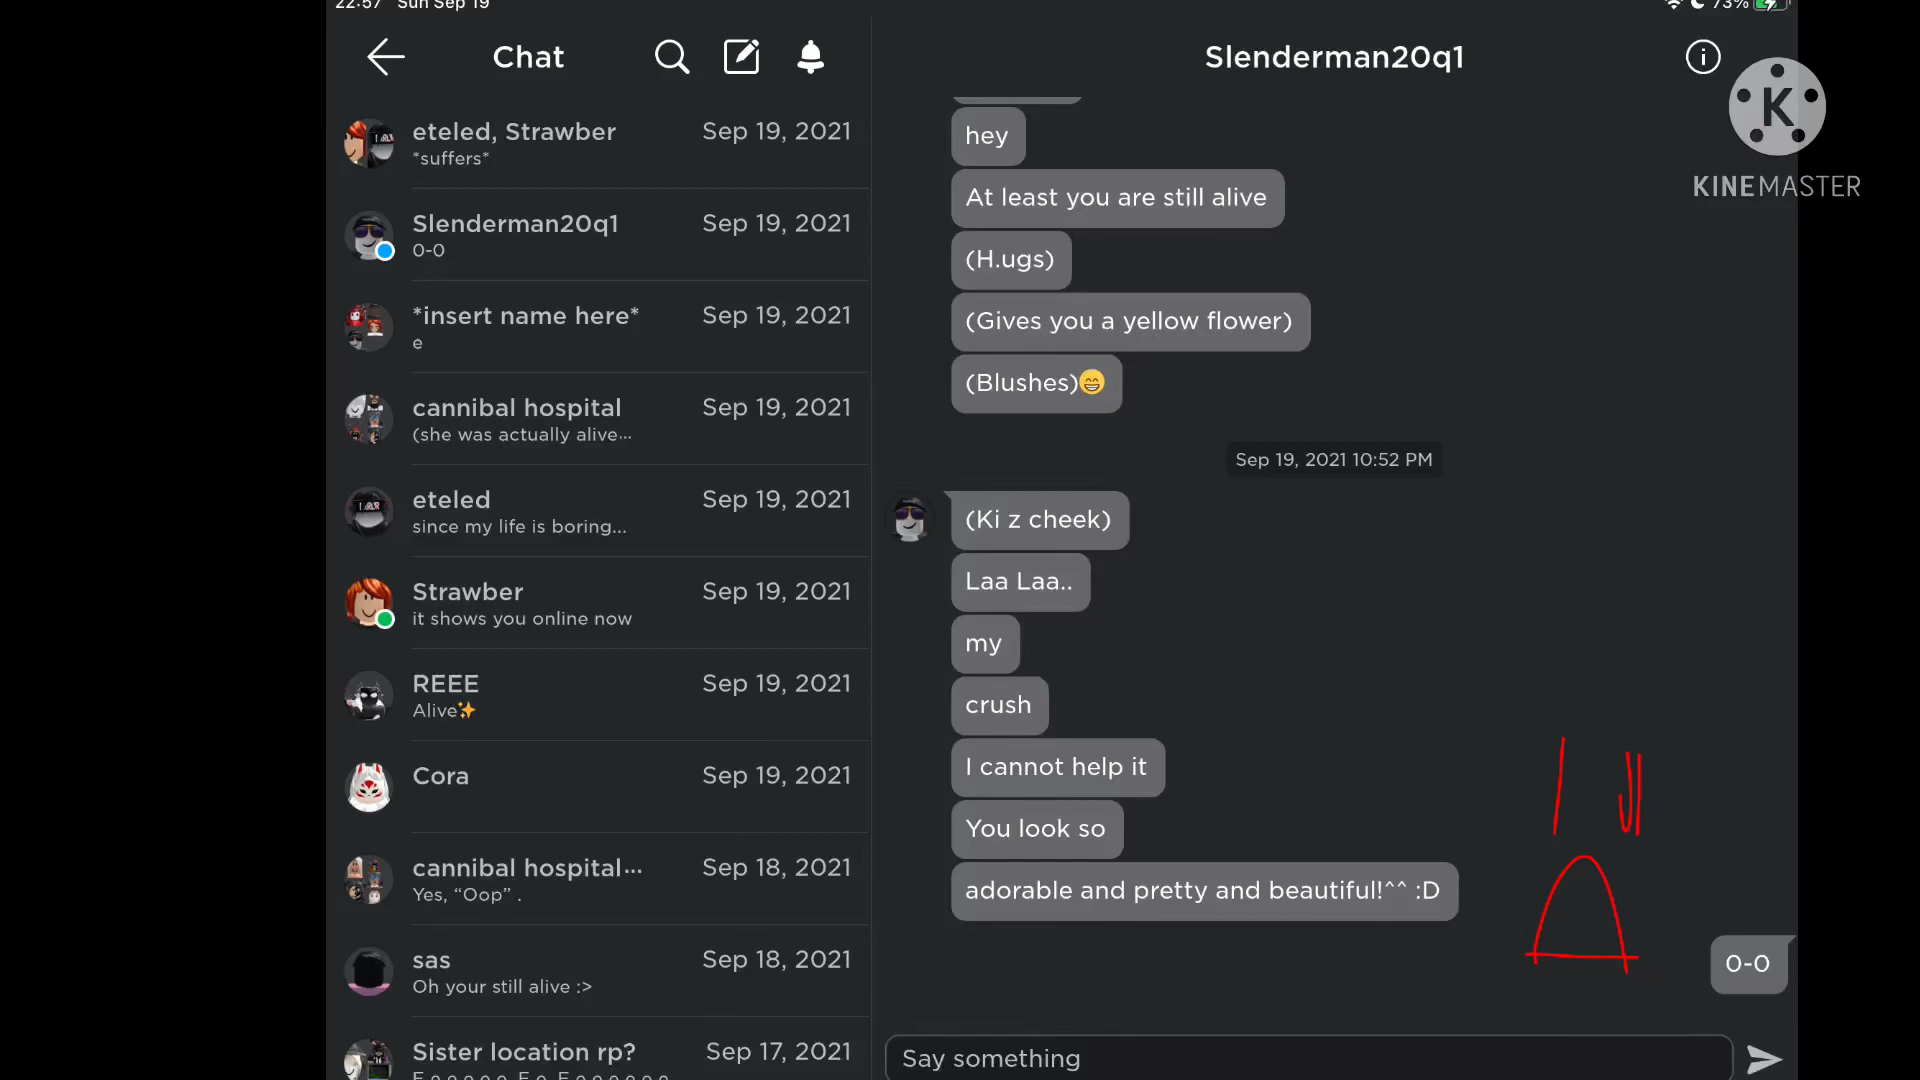 22:57 Sun Sep 19
73%
Chat
eteled, Strawber Sep 19, 2021
*suffers*
Slenderman20q1 Sep 19, 2021
0-0
*insert name here* Sep 19, 2021
e
cannibal hospital Sep 19, 2021
(she was actually alive...
eteled Sep 19, 2021
since my life is boring...
Strawber Sep 19, 2021
it shows you online now
REEE Sep 19, 2021
Alive✨
Cora Sep 19, 2021
cannibal hospital... Sep 18, 2021
Yes, “Oop” .
sas Sep 18, 2021
Oh your still alive :>
Sister location rp? Sep 17, 2021
Slenderman20q1
hey
At least you are still alive
(H.ugs)
(Gives you a yellow flower)
(Blushes)😁
Sep 19, 2021 10:52 PM
(Ki z cheek)
Laa Laa..
my
crush
I cannot help it
You look so
adorable and pretty and beautiful!^^ :D
0-0
Say something
K
KINEMASTER